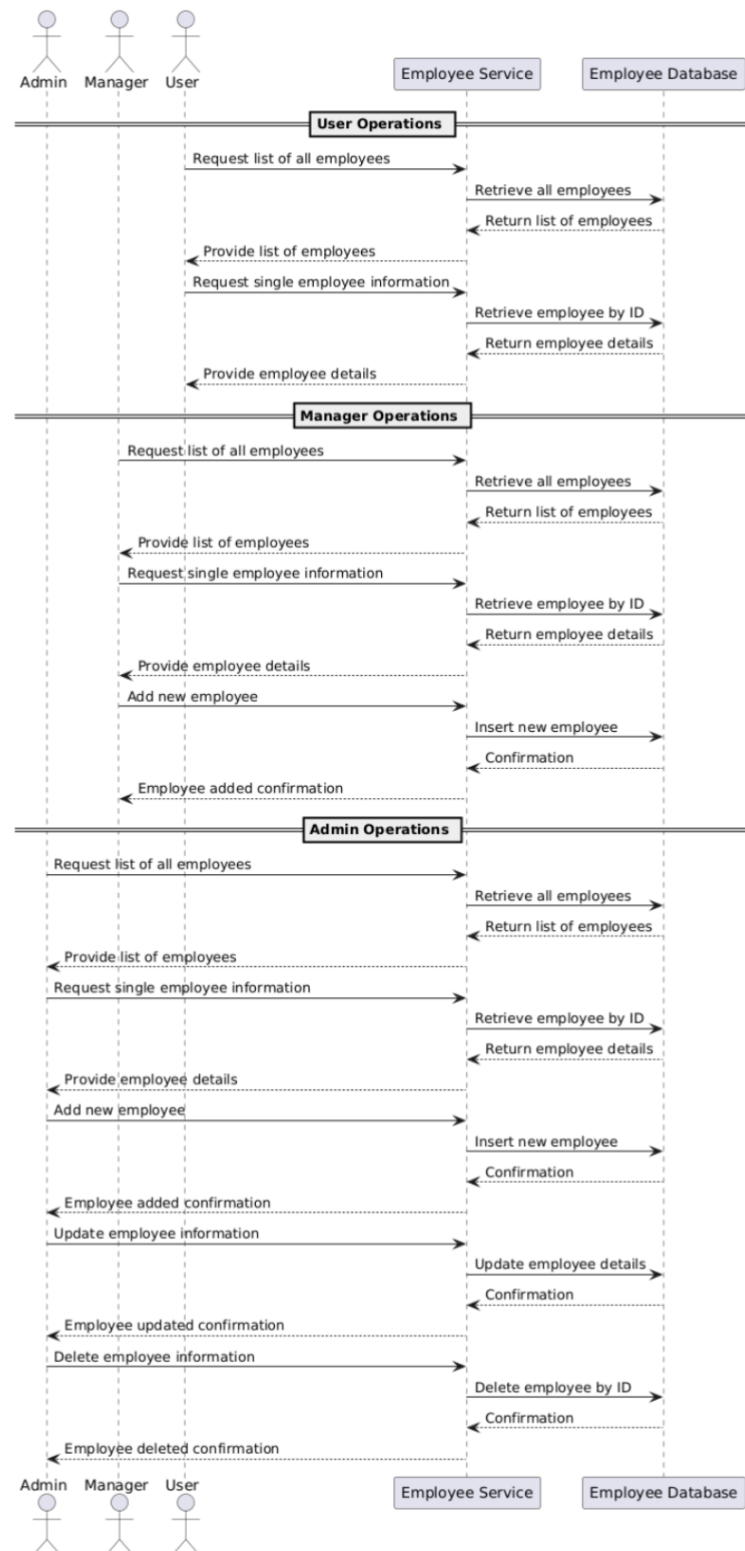 Admin Manager User Employee Service Employee Database
User Operations
Request list of all employees
Retrieve all employees
Return list of employees
Provide list of employees
Request single employee information
Retrieve employee by ID
Return employee details
Provide employee details
Manager Operations
Request list of all employees
Retrieve all employees
Return list of employees
Provide list of employees
Request single employee information
Retrieve employee by ID
Return employee details
Provide employee details
Add new employee
Insert new employee
Confirmation
Employee added confirmation
Admin Operations
Request list of all employees
Retrieve all employees
Return list of employees
Provide list of employees
Request single employee information
Retrieve employee by ID
Return employee details
Provide employee details
Add new employee
Insert new employee
Confirmation
Employee added confirmation
Update employee information
Update employee details
Confirmation
Employee updated confirmation
Delete employee information
Delete employee by ID
Confirmation
Employee deleted confirmation
Admin Manager User Employee Service Employee Database